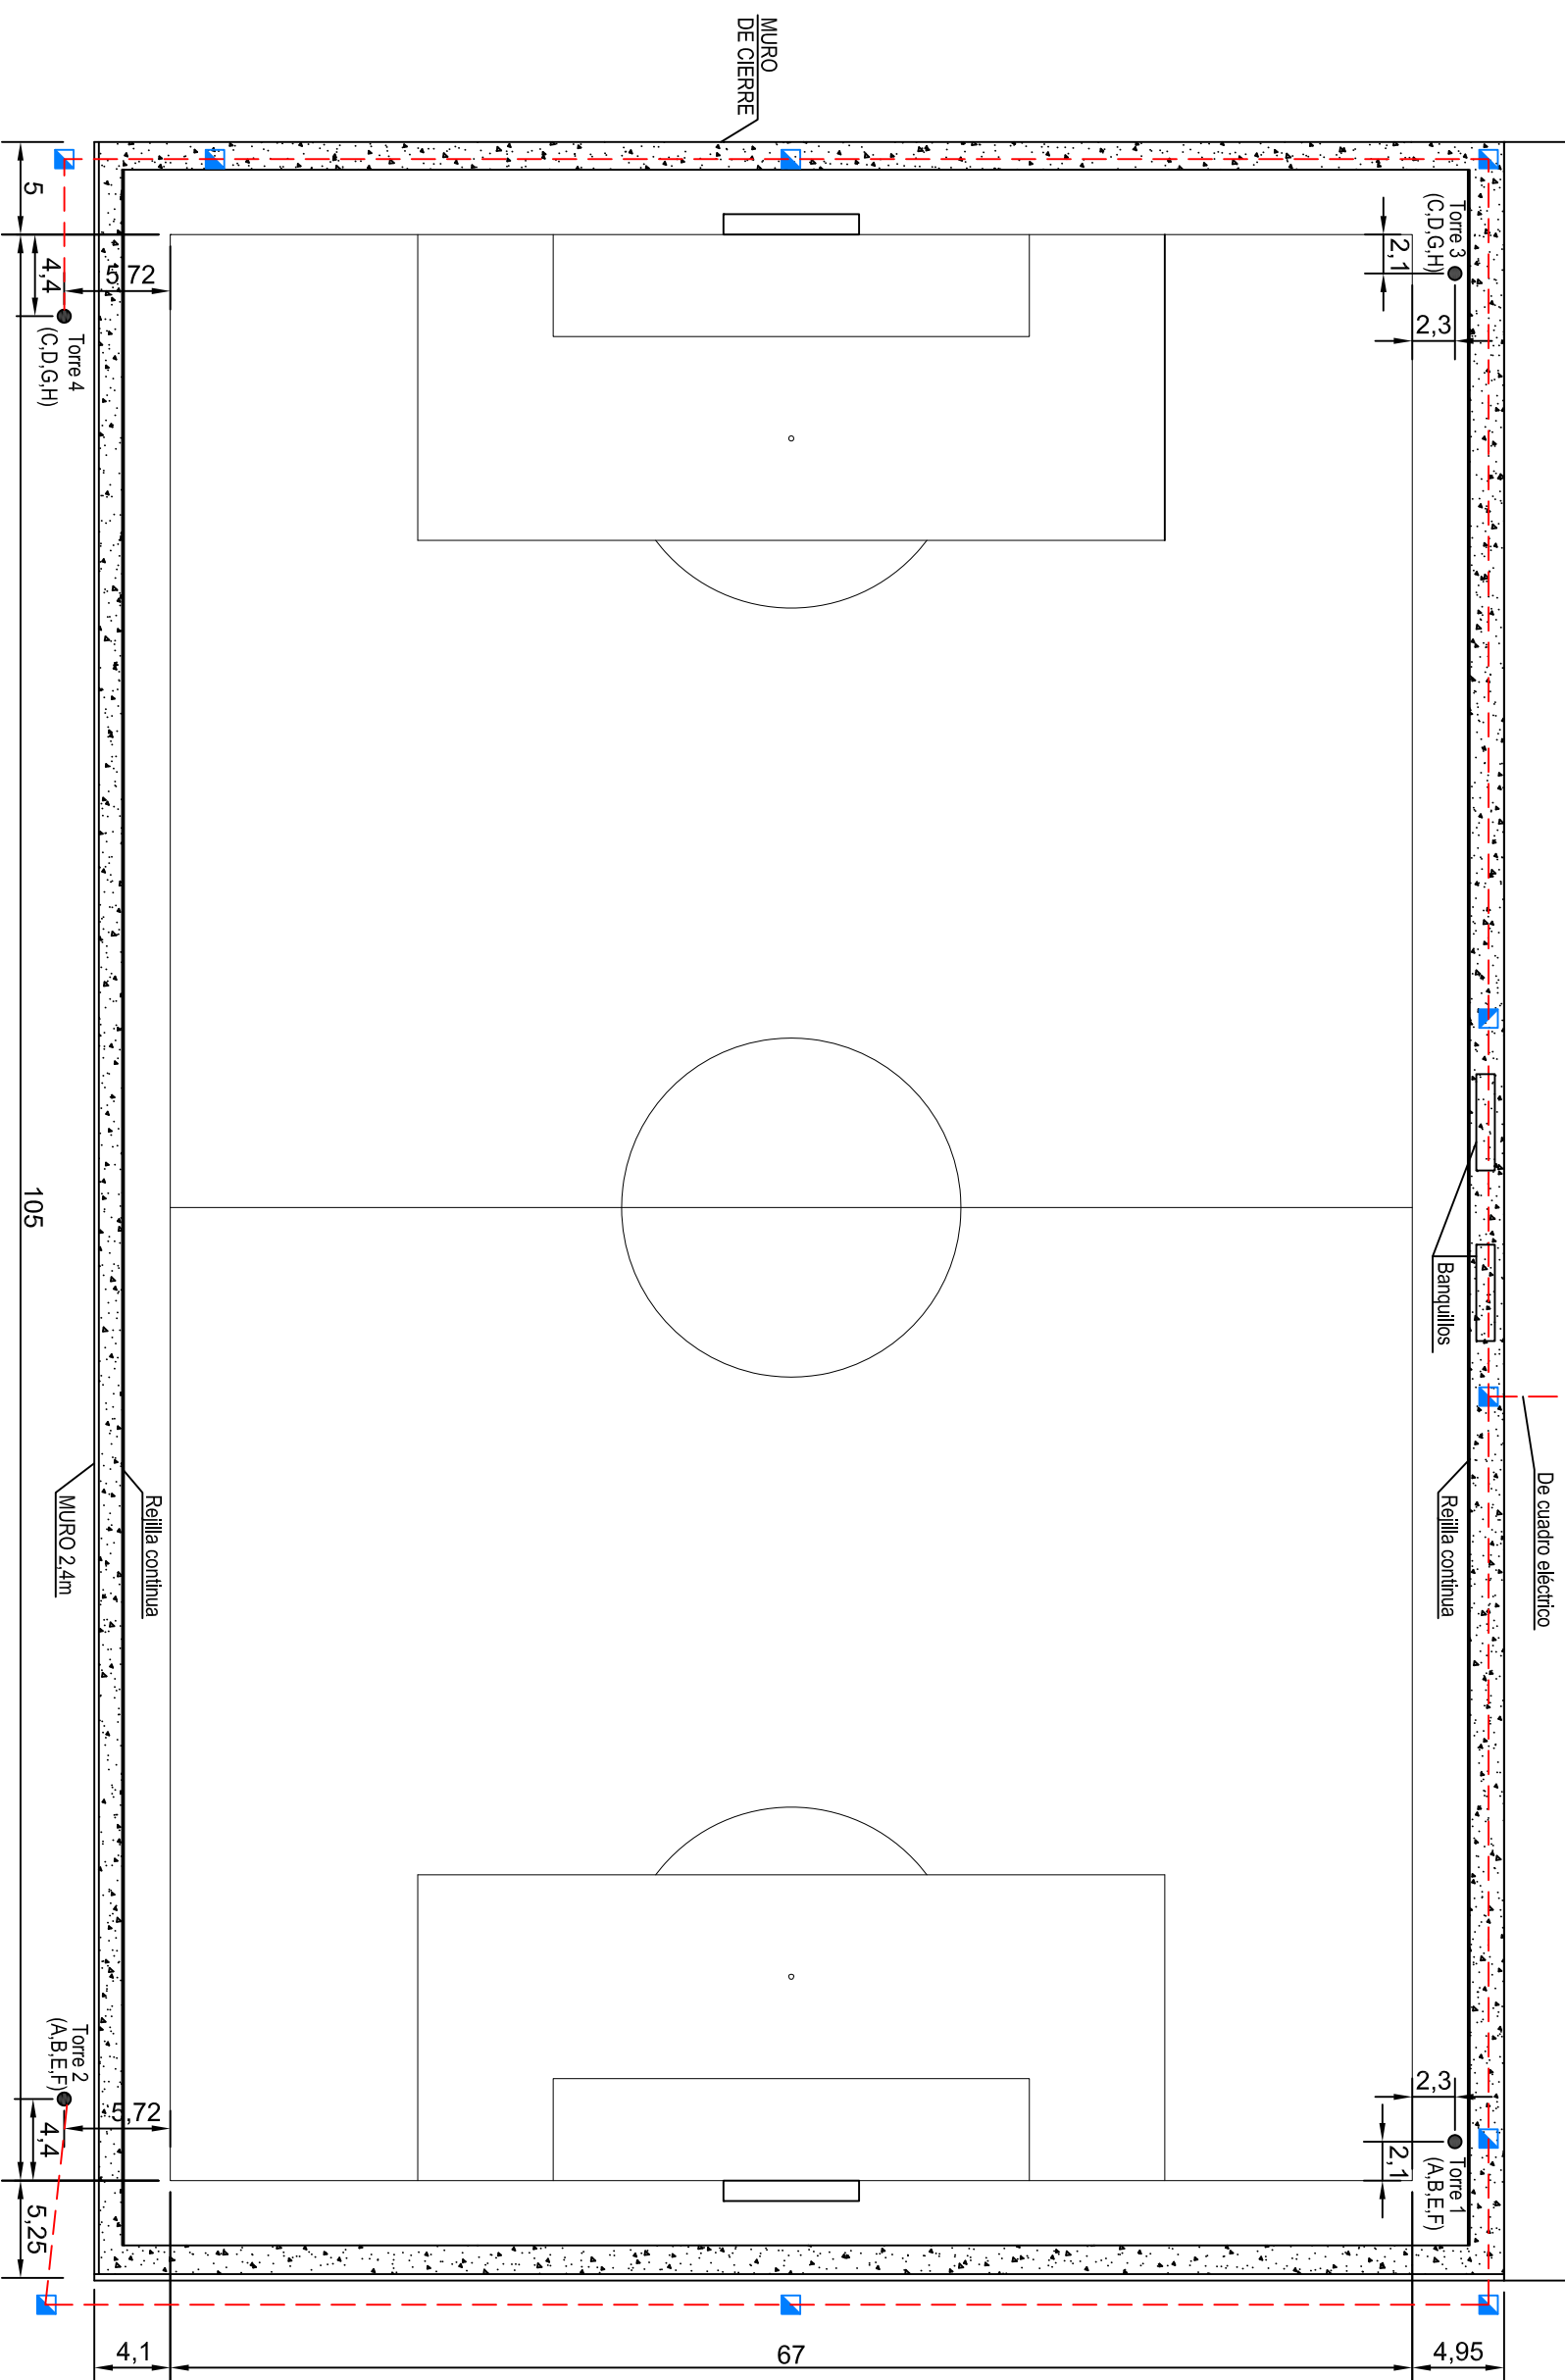 MURO
DE CIERRE
5
4,4
5,72
Torre 4
(C,D,G,H)
Torre 3
(C,D,G,H)
2,1
2,3
105
Banquillos
De cuadro eléctrico
Rejilla continua
Rejilla continua
MURO 2,4m
Torre 2
(A,B,E,F)
5,72
4,4
5,25
2,3
2,1
Torre 1
(A,B,E,F)
4,1
67
4,95